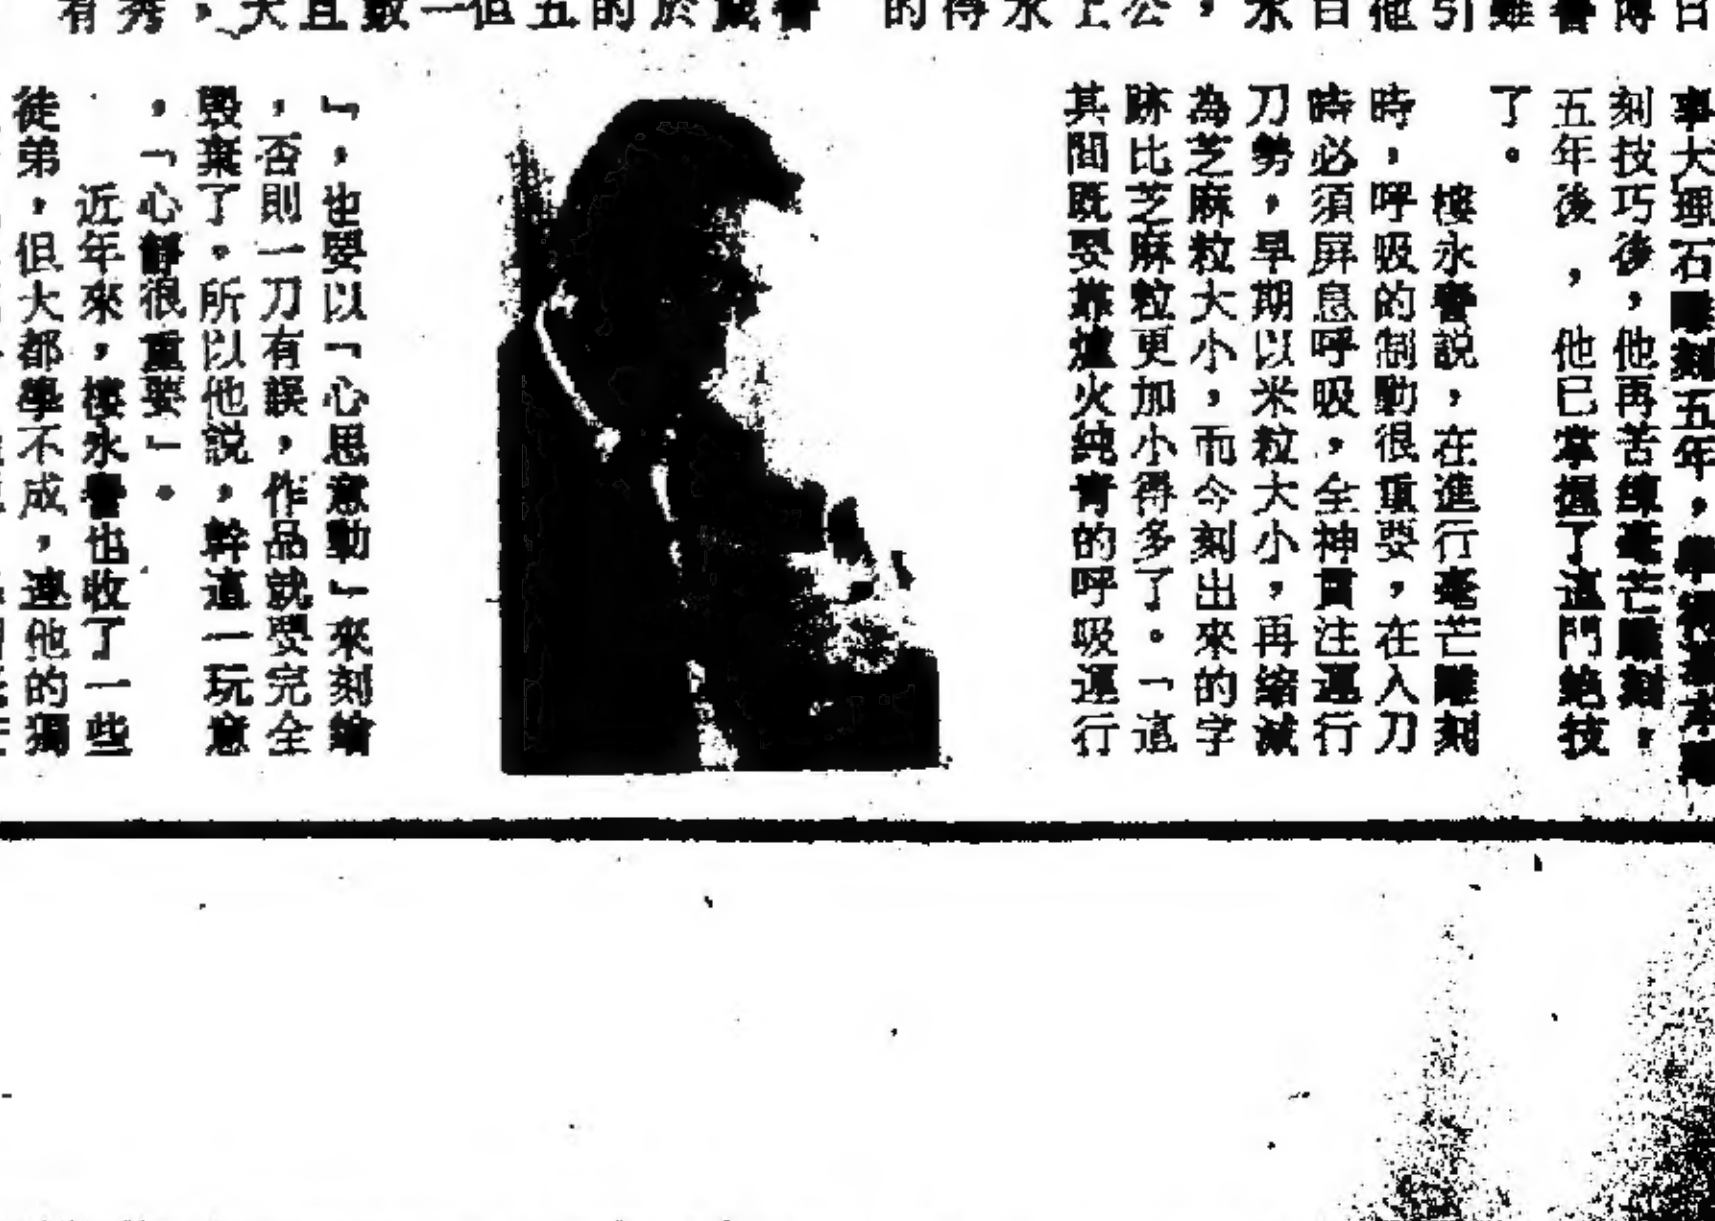 事大理石雕刻五年，
刻技巧後，他再苦練毫芒雕刻，
五年後，他已掌握了這門絶技
了。
樓永譽説，在進行毫芒雕刻
時，呼吸的制動很重要，在入刀
時必須屏息呼吸，全神貫注運行
刀勢，早期以米粒大小，再縮減
為芝麻粒大小，而今刻出來的字
跡比芝麻粒更加小得多了。「這
其間既要靠爐火純青的呼吸運行
』，也要以「心思意動」來刻繪
，否則一刀有誤，作品就要完全
毀棄了。所以他説，幹這一玩意
，「心靜很重要」。
近年來，樓永譽也收了一些
徒弟，但大都學不成，連他的獨